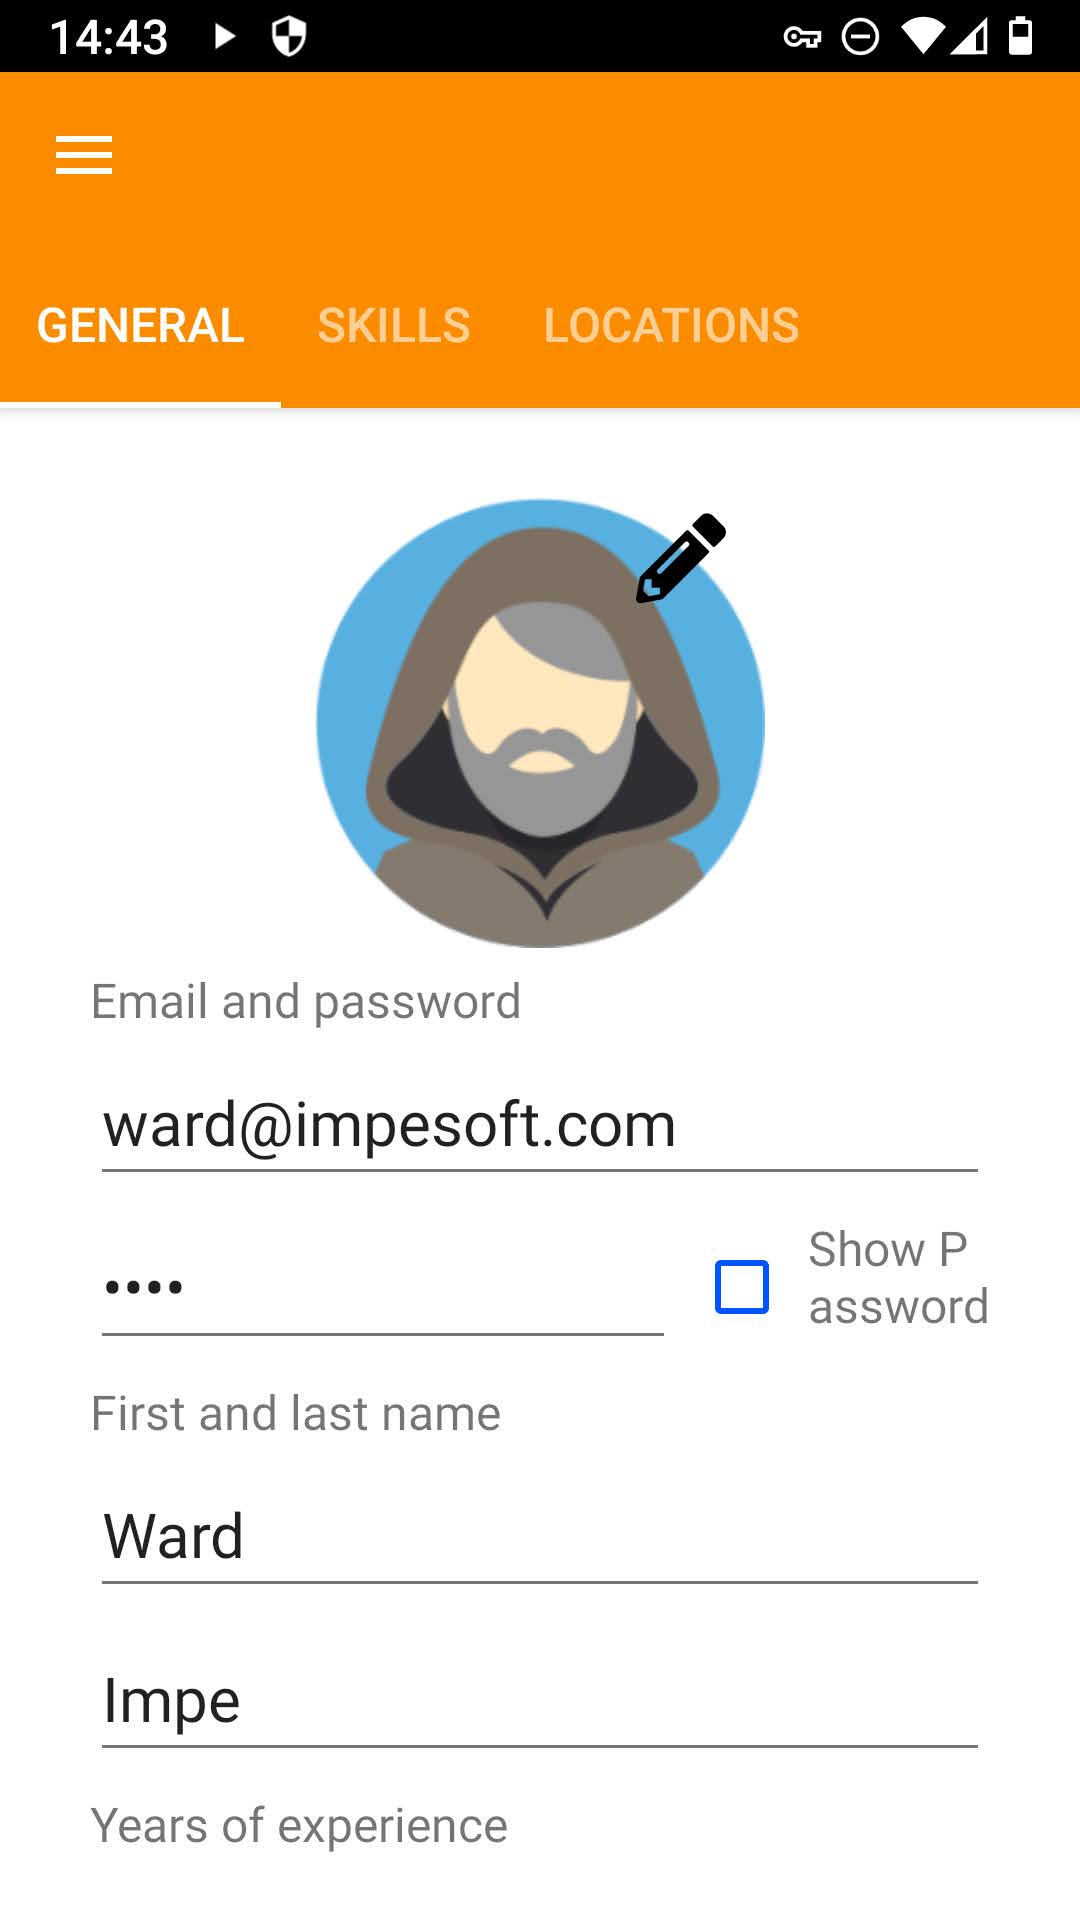 14:43
GENERAL SKILLS LOCATIONS
Email and password
ward@impesoft.com
••••
Show P
assword
First and last name
Ward
Impe
Years of experience